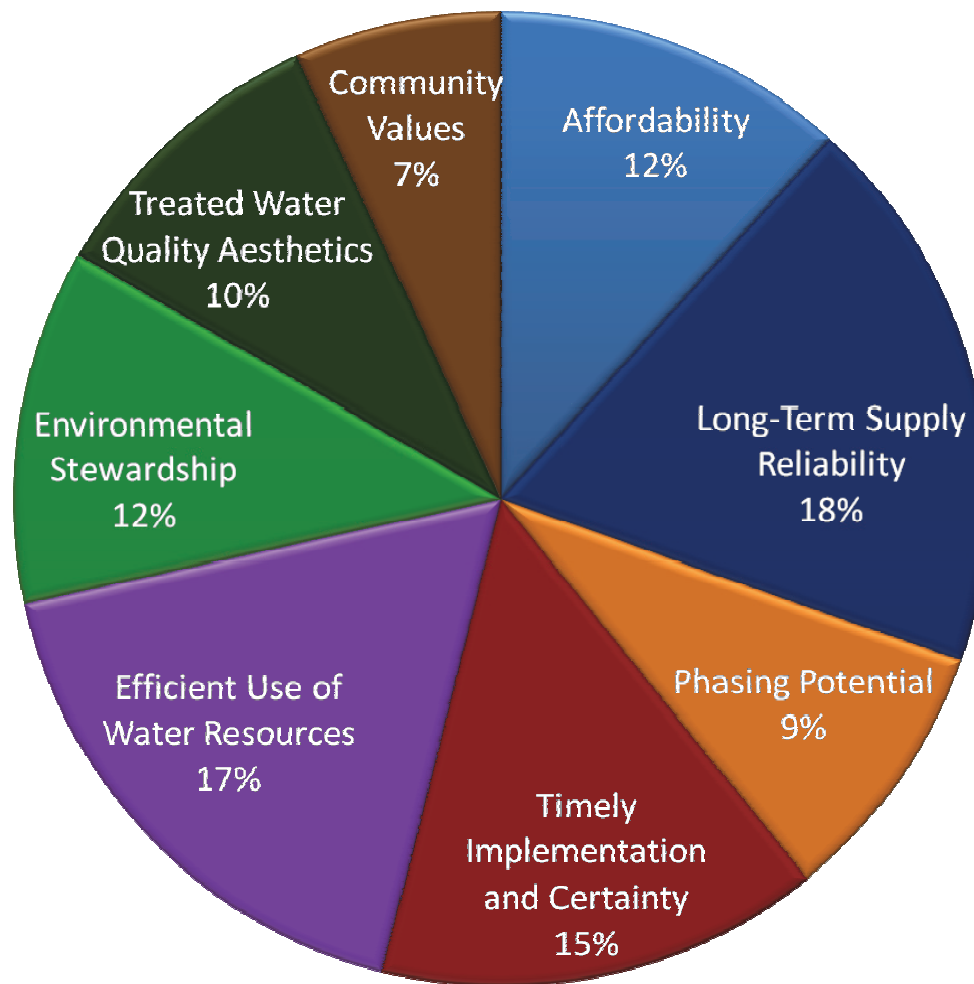 Affordability
12%
Long-Term Supply
Reliability
18%
Phasing Potential
9%
Timely
Implementation
and Certainty
15%
Efficient Use of
Water Resources
17%
Environmental
Stewardship
12%
Treated Water
Quality Aesthetics
10%
Community
Values
7%